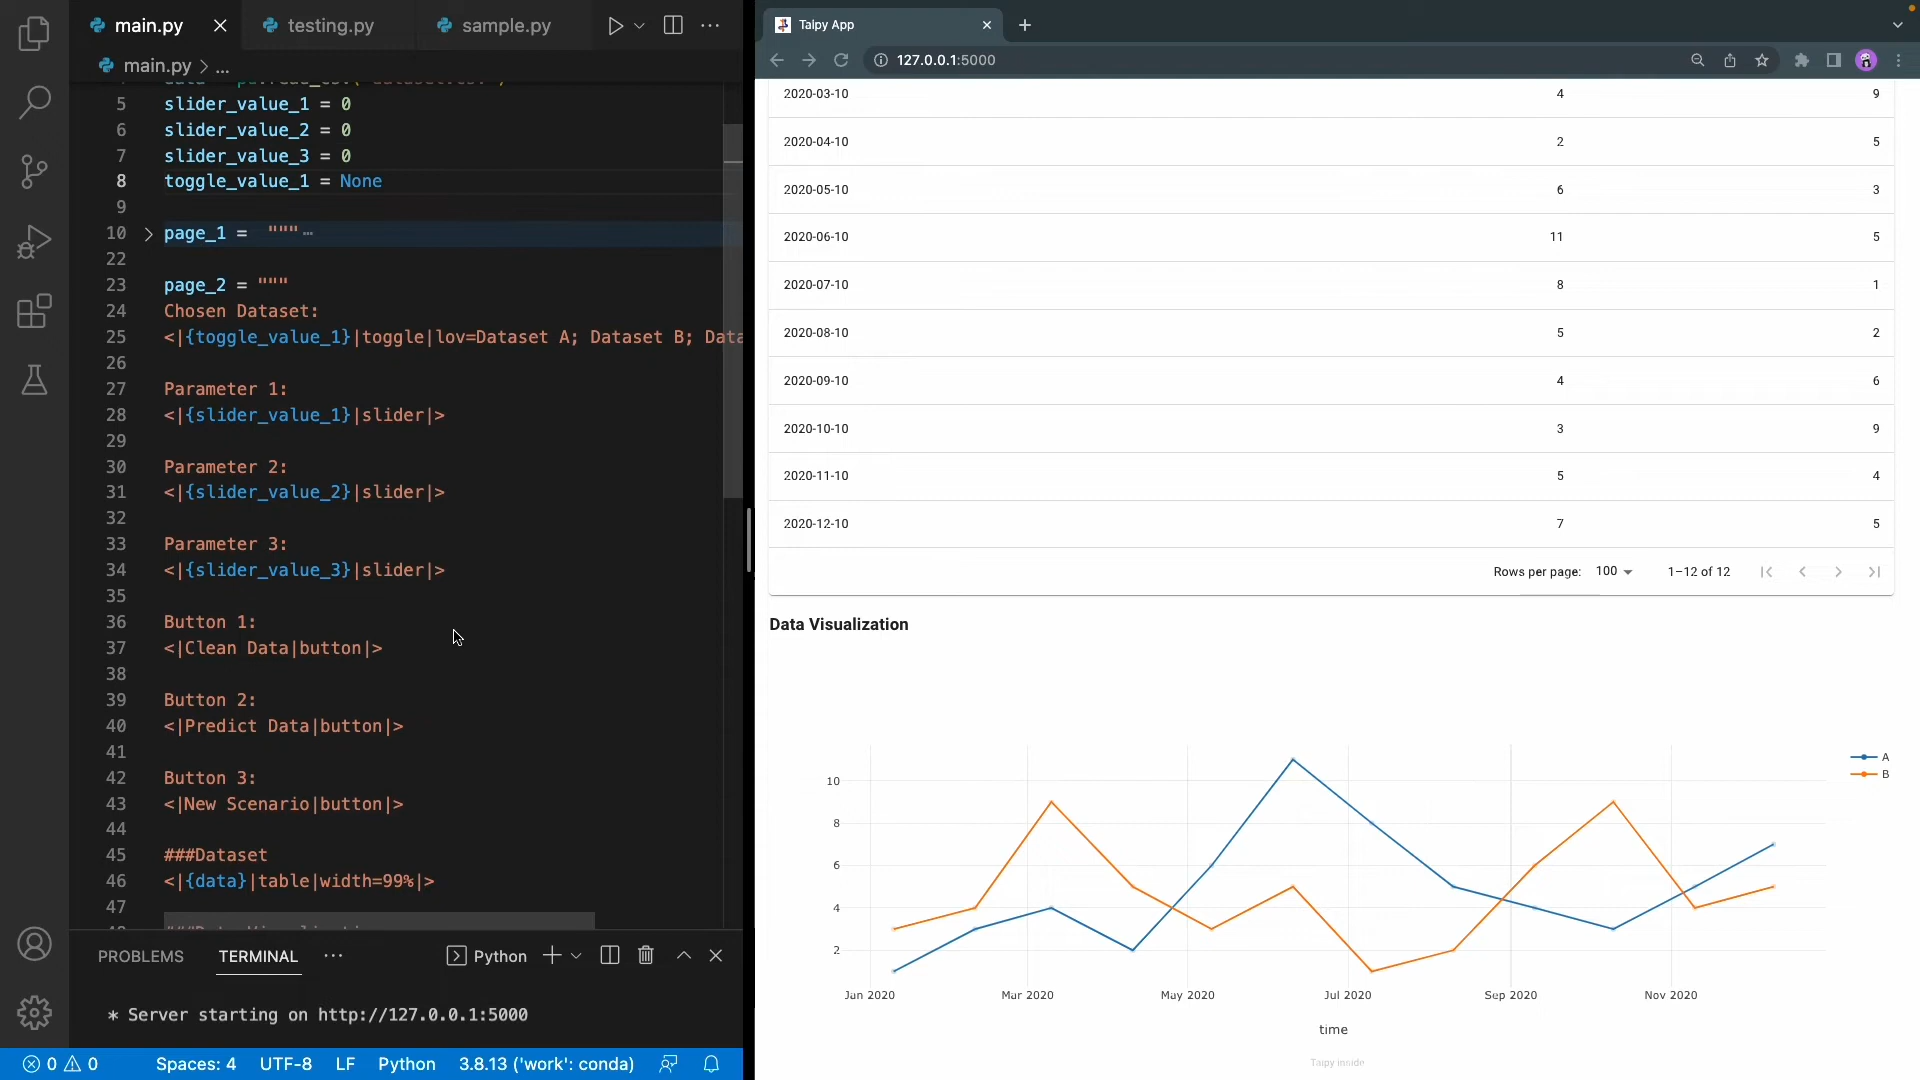 main.py
testing.py
sample.py
main.py > ...
5 slider_value_1 = 0
6 slider_value_2 = 0
7 slider_value_3 = 0
8 toggle_value_1 = None
9
10 page_1 = """
22
23 page_2 = """
24 Chosen Dataset:
25 <|{toggle_value_1}|toggle|lov=Dataset A; Dataset B; Data
26
27 Parameter 1:
28 <|{slider_value_1}|slider|>
29
30 Parameter 2:
31 <|{slider_value_2}|slider|>
32
33 Parameter 3:
34 <|{slider_value_3}|slider|>
35
36 Button 1:
37 <|Clean Data|button|>
38
39 Button 2:
40 <|Predict Data|button|>
41
42 Button 3:
43 <|New Scenario|button|>
44
45 ###Dataset
46 <|{data}|table|width=99%|>
47
PROBLEMS
TERMINAL
Python
* Server starting on http://127.0.0.1:5000
0 0
Spaces: 4
UTF-8
LF
Python
3.8.13 ('work': conda)
Taipy App
127.0.0.1:5000
2020-03-10 4 9
2020-04-10 2 5
2020-05-10 6 3
2020-06-10 11 5
2020-07-10 8 1
2020-08-10 5 2
2020-09-10 4 6
2020-10-10 3 9
2020-11-10 5 4
2020-12-10 7 5
Rows per page: 100 1–12 of 12
Data Visualization
A
B
10
8
6
4
2
Jan 2020
Mar 2020
May 2020
Jul 2020
Sep 2020
Nov 2020
time
Taipy inside